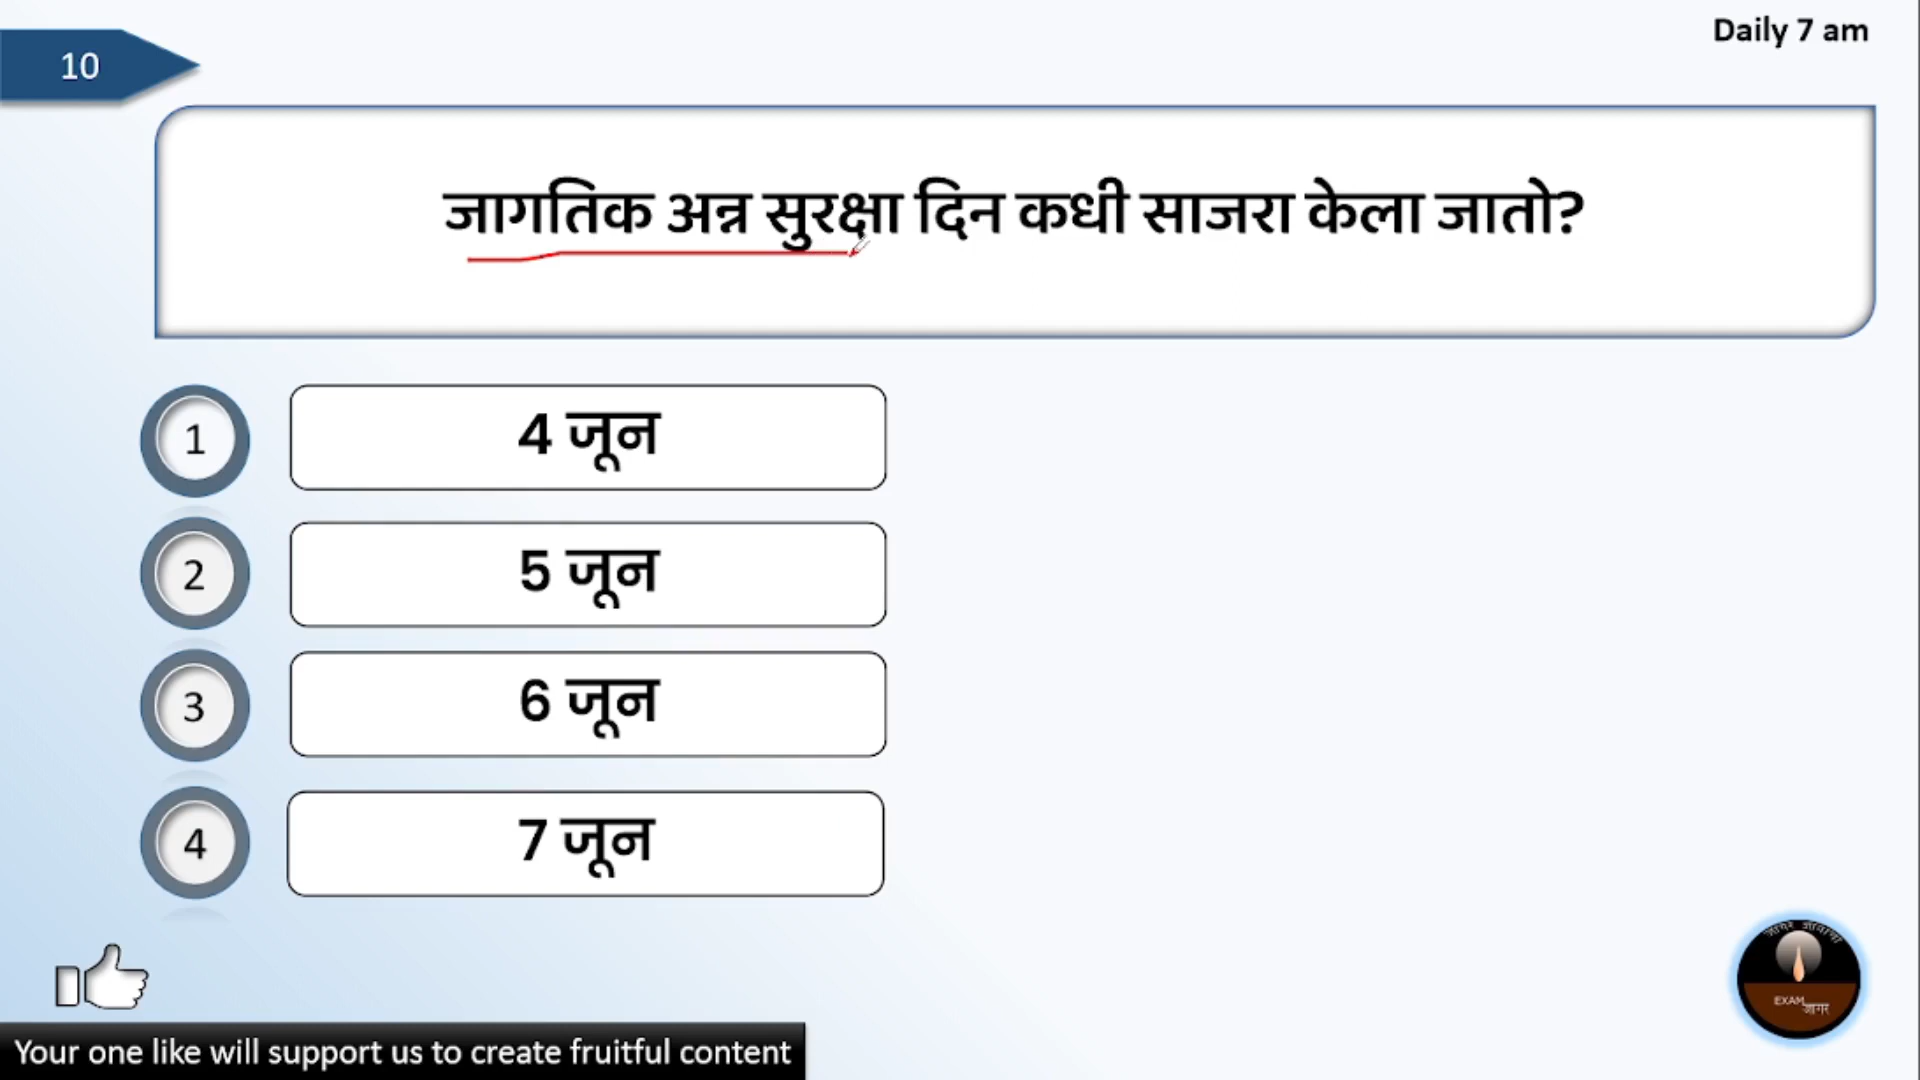 Daily 7 am
10
जागतिक अन्न सुरक्षा दिन कधी साजरा केला जातो?
1
4 जून
2
5 जून
3
6 जून
4
7 जून
EXAM
जागर
Your one like will support us to create fruitful content